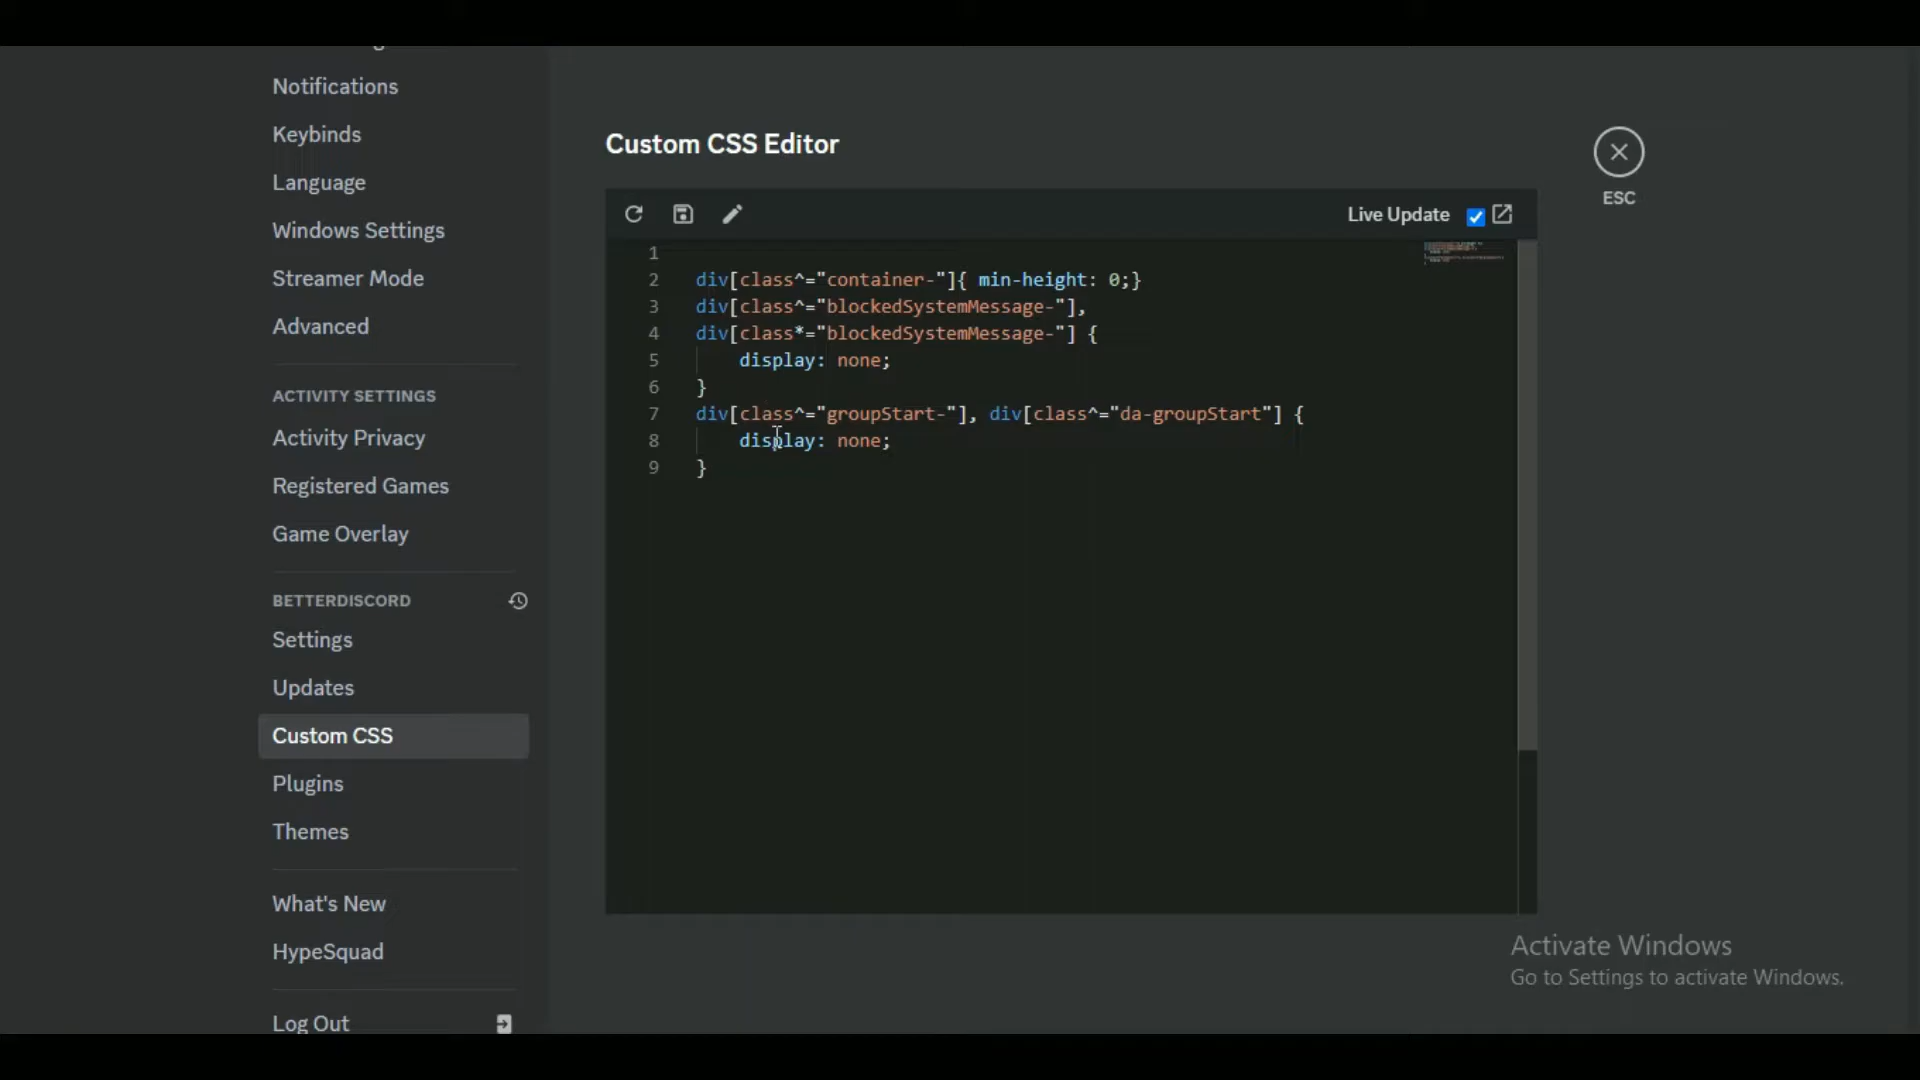 Notifications
Keybinds
Language
Windows Settings
Streamer Mode
Advanced
ACTIVITY SETTINGS
Activity Privacy
Registered Games
Game Overlay
BETTERDISCORD
Settings
Updates
Custom CSS
Plugins
Themes
What's New
HypeSquad
Log Out
Custom CSS Editor
ESC
Live Update
1
2 div[class^="container-"]{ min-height: 0;}
3 div[class^="blockedSystemMessage-"],
4 div[class*="blockedSystemMessage-"] {
5 display: none;
6 }
7 div[class^="groupStart-"], div[class^="da-groupStart"] {
8 display: none;
9 }
Activate Windows
Go to Settings to activate Windows.